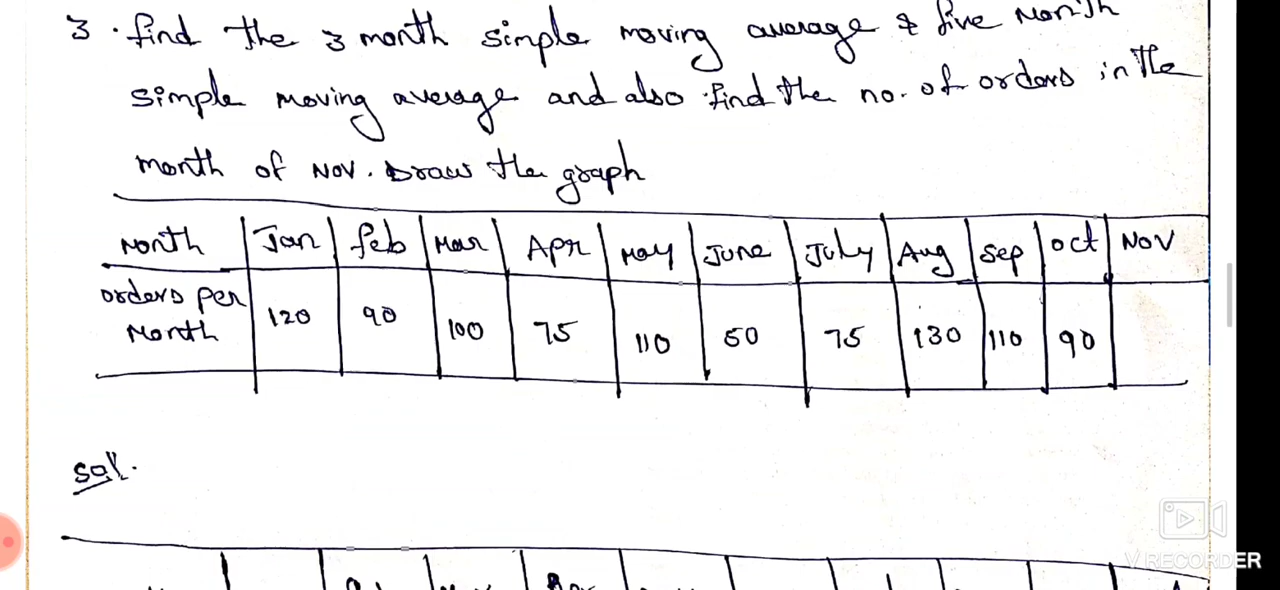 3. find the 3 month simple moving average & five Month
simple moving average and also find the no. of orders in the
month of Nov. Draw the graph
Month Jan feb Mar Apr May June July Aug Sep oct Nov
orders per Month 120 90 100 75 110 50 75 130 110 90
Sol.
V RECORDER